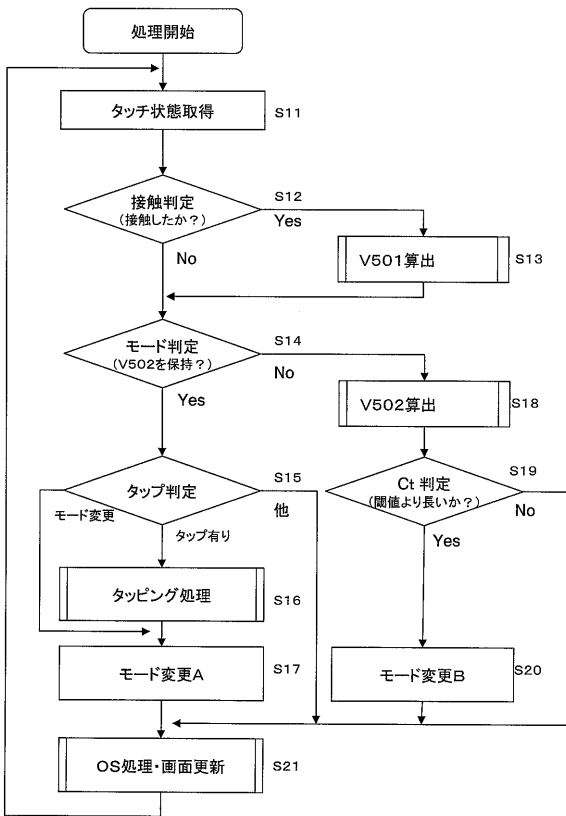 処理開始
タッチ状態取得
S11
接触判定
(接触したか？)
S12
Yes
No
V501算出
S13
モード判定
(V502を保持？)
S14
No
Yes
V502算出
S18
タップ判定
S15
他
モード変更
タップ有り
Ct 判定
(閾値より長いか？)
S19
No
Yes
タッピング処理
S16
モード変更A
S17
モード変更B
S20
OS処理・画面更新
S21